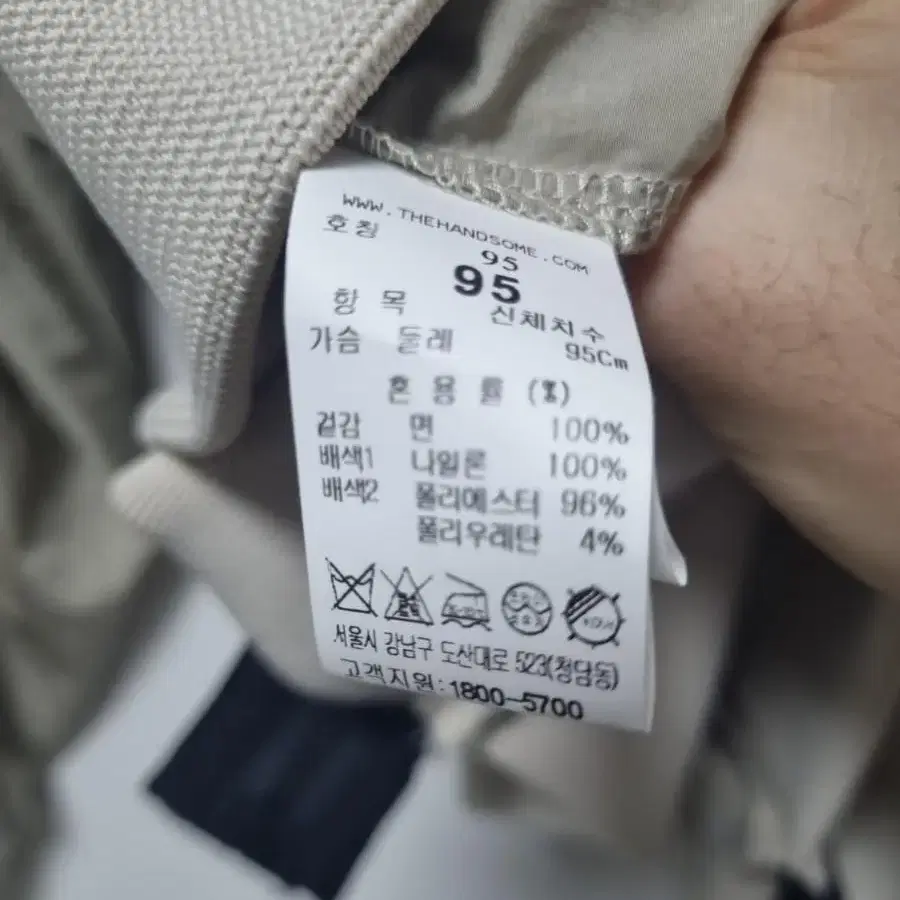 WWW.THEHANDSOME.COM
호칭 95
95
항 목 신체치수
가슴 둘레 95Cm
혼 용 률 (%)
겉감 면 100%
배색1 나일론 100%
배색2 폴리에스터 96%
폴리우레탄 4%
서울시 강남구 도산대로 523(청담동)
고객지원:1800-5700